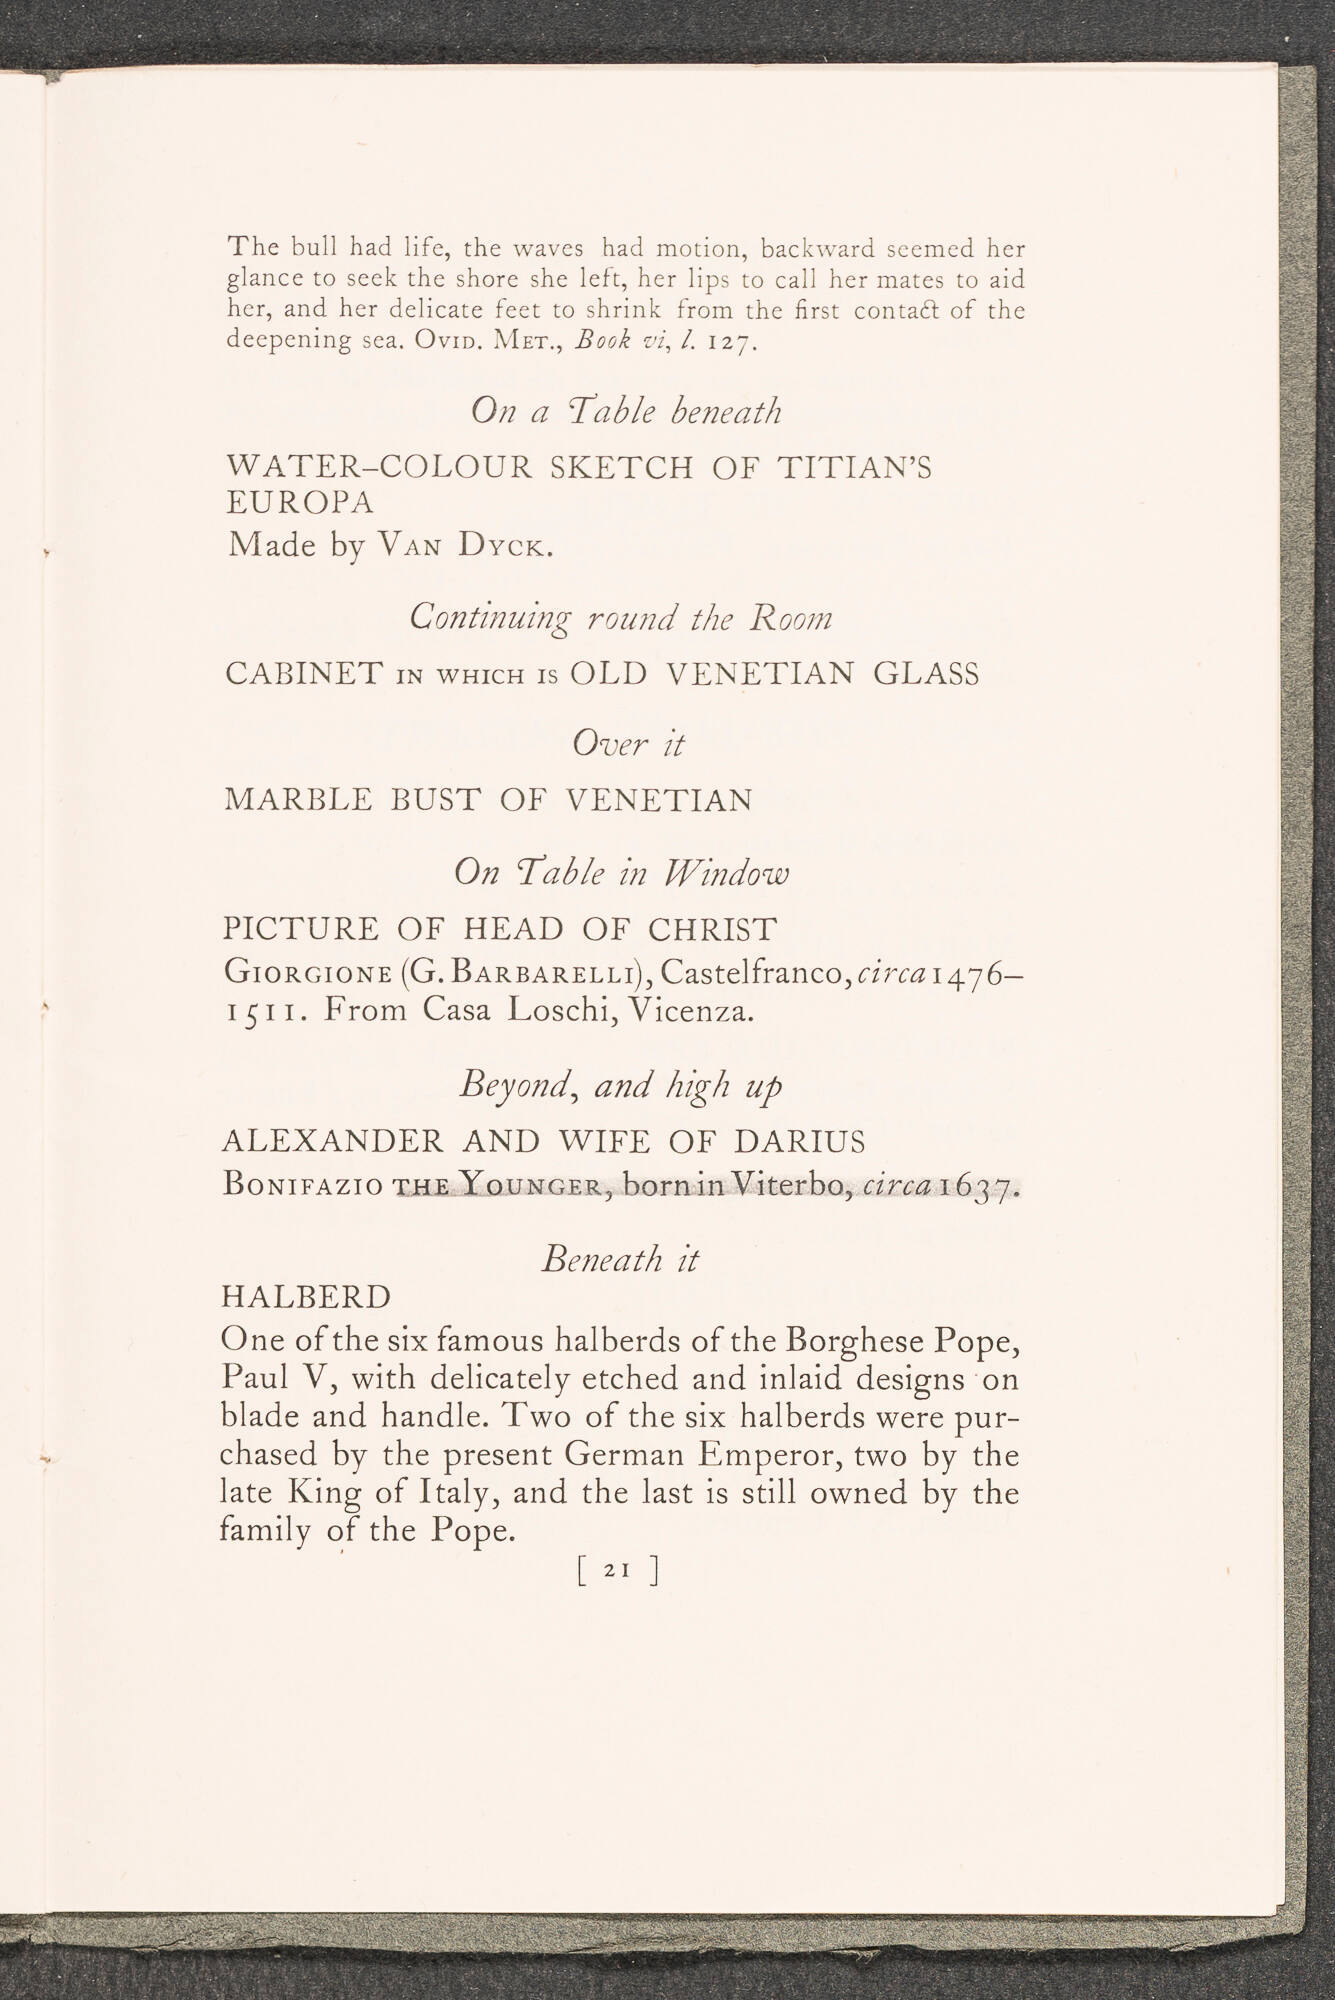 The bull had life, the waves had motion, backward seemed her
glance to seek the shore she left, her lips to call her mates to aid
her, and her delicate feet to shrink from the first contact of the
deepening sea. Ovid. Met., Book vi, l. 127.
On a Table beneath
WATER–COLOUR SKETCH OF TITIAN'S
EUROPA
Made by Van Dyck.
Continuing round the Room
CABINET in which is OLD VENETIAN GLASS
Over it
MARBLE BUST OF VENETIAN
On Table in Window
PICTURE OF HEAD OF CHRIST
Giorgione (G. Barbarelli), Castelfranco, circa 1476–
1511. From Casa Loschi, Vicenza.
Beyond, and high up
ALEXANDER AND WIFE OF DARIUS
Bonifazio the Younger, born in Viterbo, circa 1637.
Beneath it
HALBERD
One of the six famous halberds of the Borghese Pope,
Paul V, with delicately etched and inlaid designs on
blade and handle. Two of the six halberds were pur-
chased by the present German Emperor, two by the
late King of Italy, and the last is still owned by the
family of the Pope.
[ 21 ]